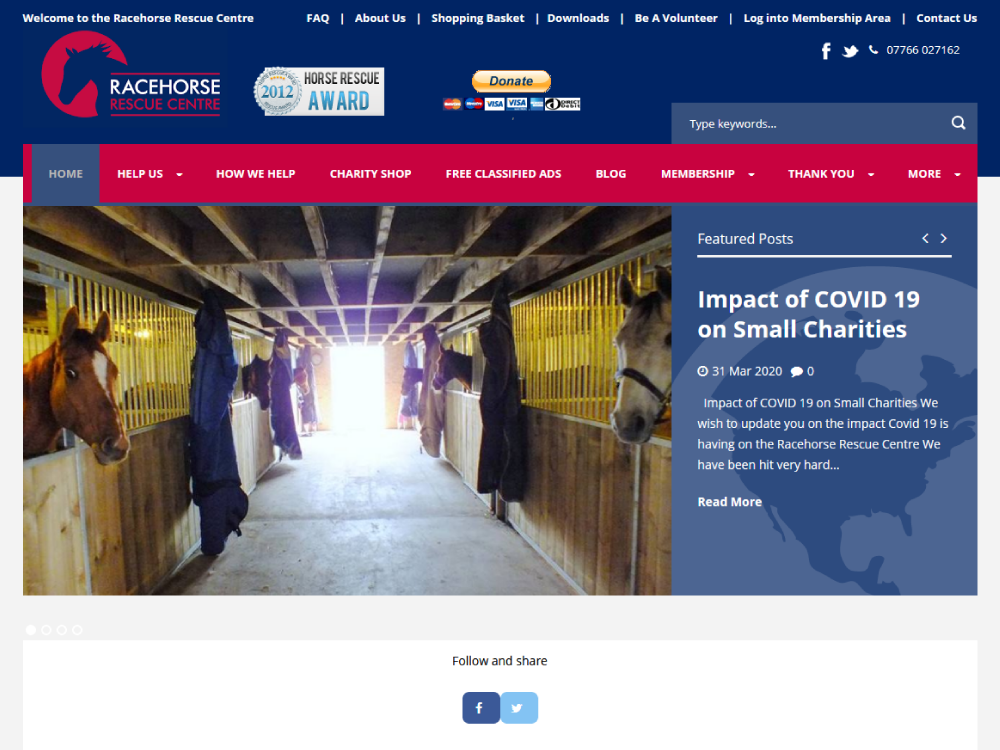 Welcome to the Racehorse Rescue Centre
FAQ | About Us | Shopping Basket | Downloads | Be A Volunteer | Log into Membership Area | Contact Us
07766 027162
RACEHORSE
RESCUE CENTRE
2012
HORSE RESCUE
AWARD
Donate
VISA VISA DIRECT Debit
Type keywords...
HOME HELP US HOW WE HELP CHARITY SHOP FREE CLASSIFIED ADS BLOG MEMBERSHIP THANK YOU MORE
Featured Posts
Impact of COVID 19
on Small Charities
31 Mar 2020 0
Impact of COVID 19 on Small Charities We
wish to update you on the impact Covid 19 is
having on the Racehorse Rescue Centre We
have been hit very hard...
Read More
Follow and share